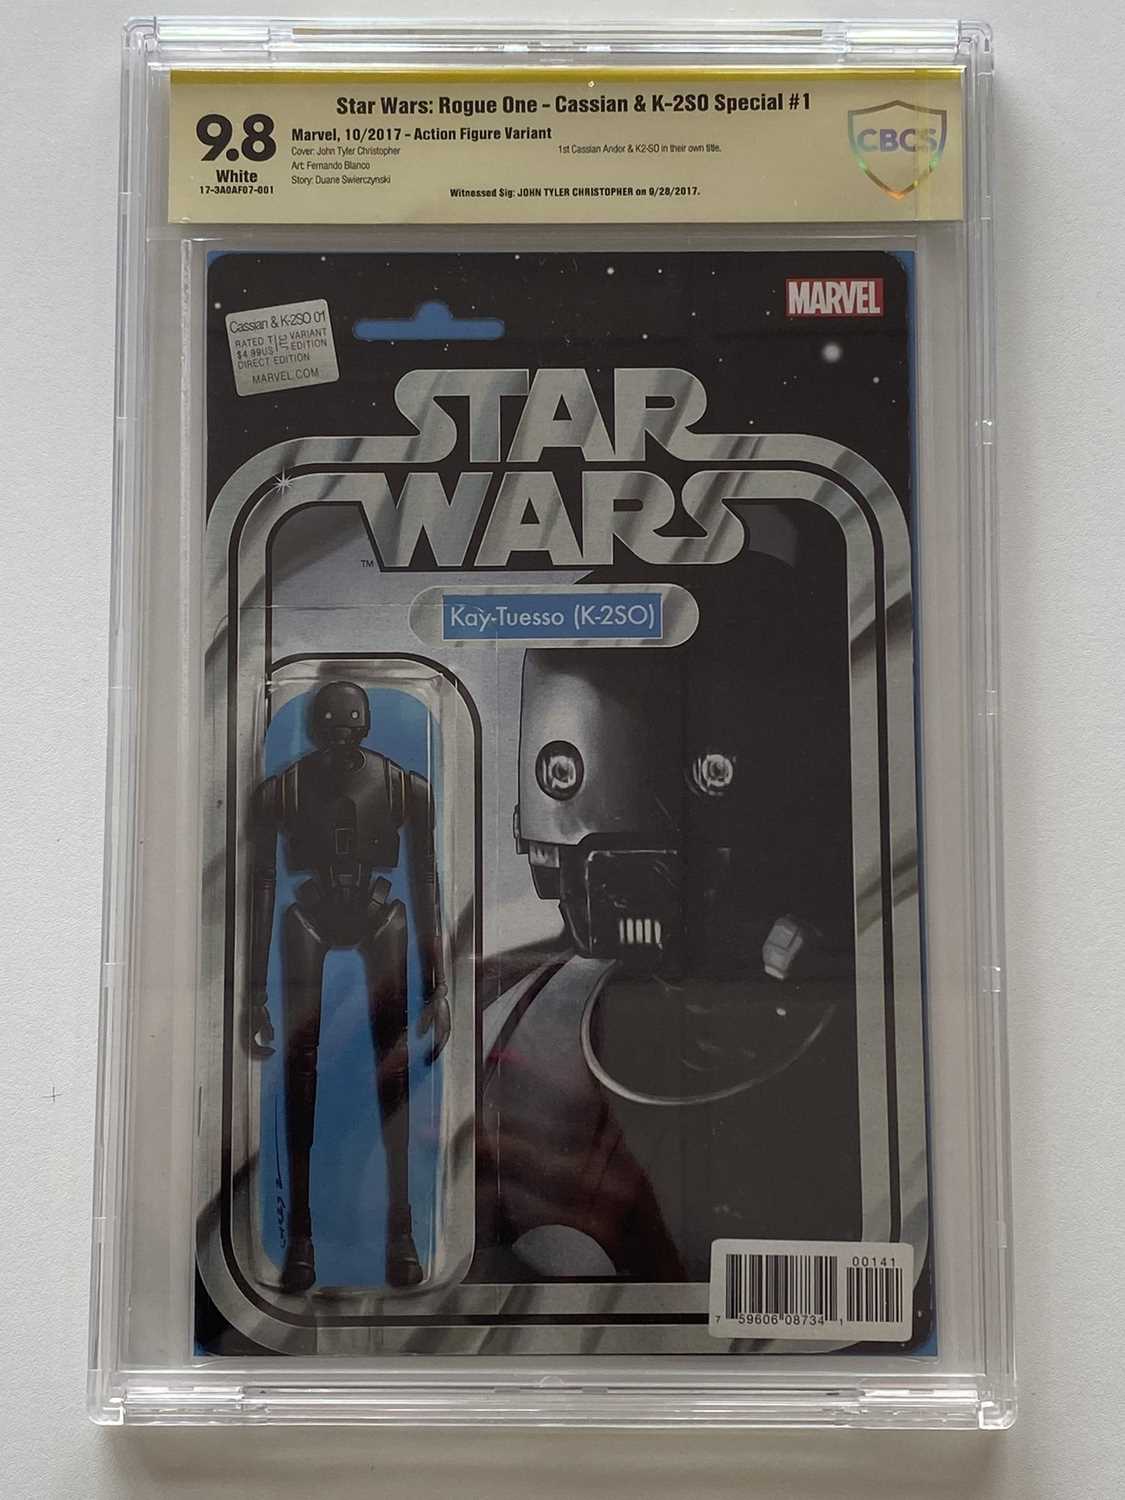 Star Wars: Rogue One - Cassian & K-2SO Special #1
9.8
White
17-3A0AF07-001
Marvel, 10/2017 - Action Figure Variant
Cover: John Tyler Christopher
Art: Fernando Blanco
Story: Duane Swierczynski
1st Cassian Andor & K2-SO in their own title.
Witnessed Sig: JOHN TYLER CHRISTOPHER on 9/28/2017.
CBCS
MARVEL
Cassian & K-2SO 01
RATED T
$4.99US
JTC
VARIANT
EDITION
DIRECT EDITION
MARVEL.COM
STAR
WARS
TM
Kay-Tuesso (K-2SO)
00141
7 59606 08734 1